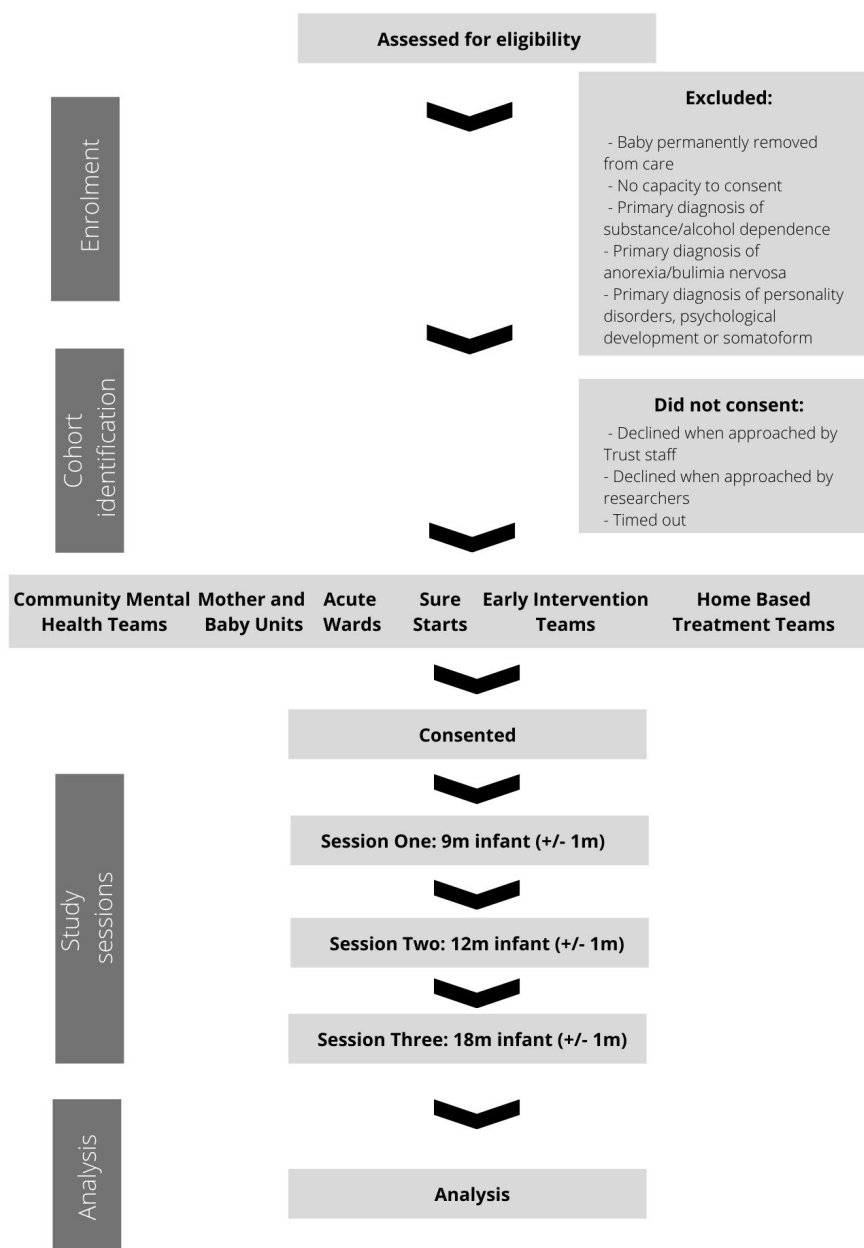 Assessed for eligibility
Enrolment
Excluded:
- Baby permanently removed
from care
- No capacity to consent
- Primary diagnosis of
substance/alcohol dependence
- Primary diagnosis of
anorexia/bulimia nervosa
- Primary diagnosis of personality
disorders, psychological
development or somatoform
Cohort
identification
Did not consent:
- Declined when approached by
Trust staff
- Declined when approached by
researchers
- Timed out
Community Mental
Health Teams
Mother and
Baby Units
Acute
Wards
Sure
Starts
Early Intervention
Teams
Home Based
Treatment Teams
Consented
Study
sessions
Session One: 9m infant (+/- 1m)
Session Two: 12m infant (+/- 1m)
Session Three: 18m infant (+/- 1m)
Analysis
Analysis